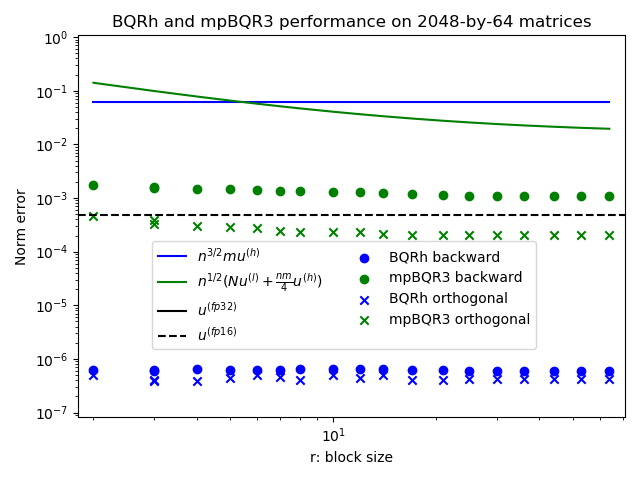 BQRh and mpBQR3 performance on 2048-by-64 matrices
Norm error
10^0
10^-1
10^-2
10^-3
10^-4
10^-5
10^-6
10^-7
n^{3/2}mu^{(h)}
n^{1/2}(Nu^{(l)} + \frac{nm}{4}u^{(h)})
u^{(fp32)}
u^{(fp16)}
BQRh backward
mpBQR3 backward
BQRh orthogonal
mpBQR3 orthogonal
10^1
r: block size